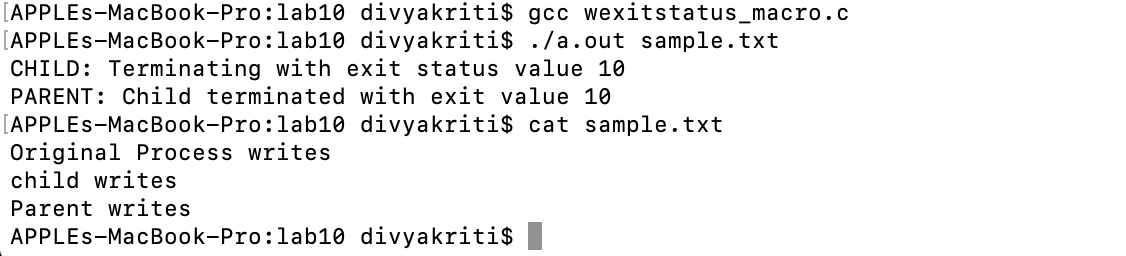 [APPLEs-MacBook-Pro:lab10 divyakriti$ gcc wexitstatus_macro.c
[APPLEs-MacBook-Pro:lab10 divyakriti$ ./a.out sample.txt
CHILD: Terminating with exit status value 10
PARENT: Child terminated with exit value 10
[APPLEs-MacBook-Pro:lab10 divyakriti$ cat sample.txt
Original Process writes
child writes
Parent writes
APPLEs-MacBook-Pro:lab10 divyakriti$